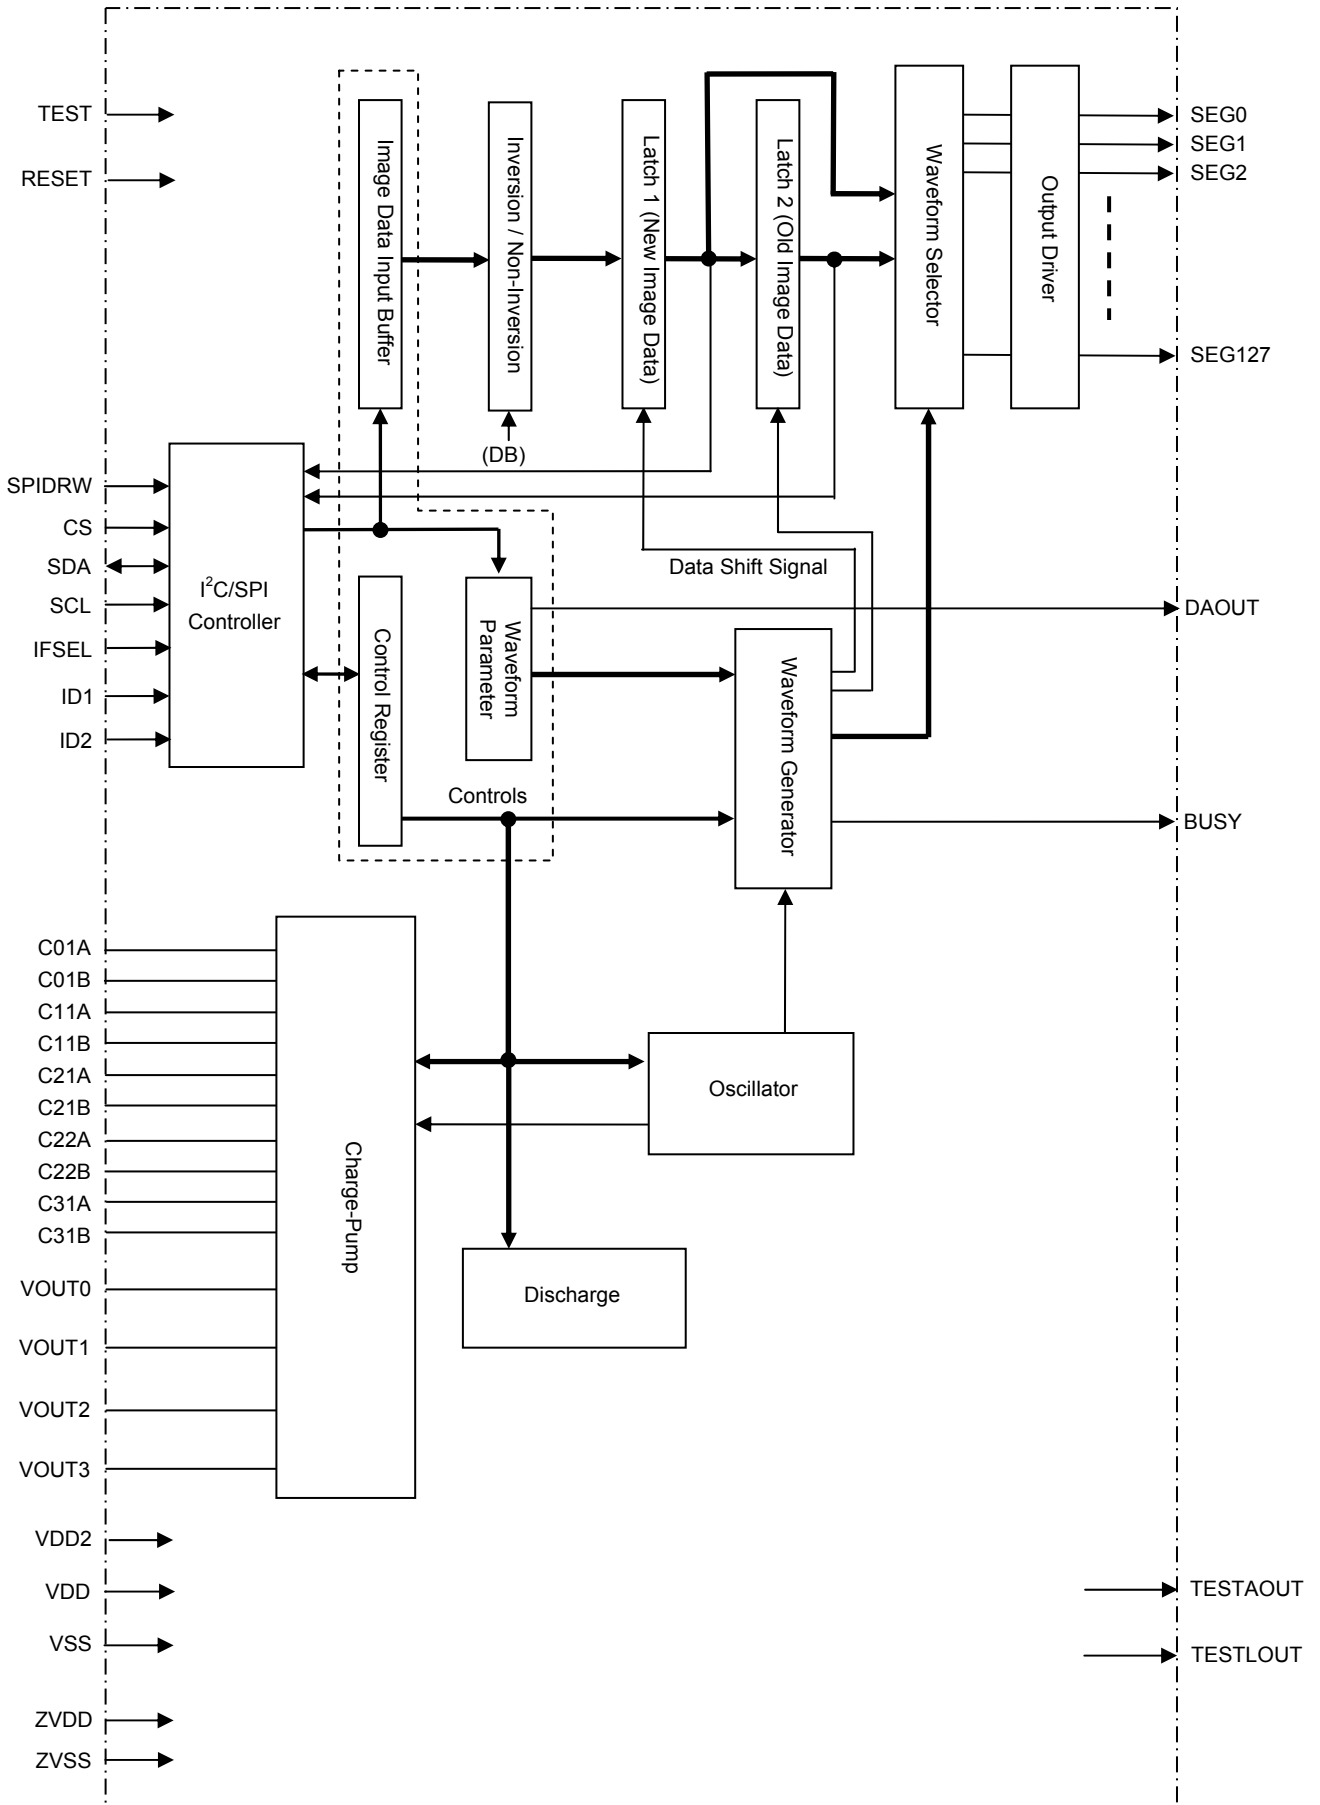 TEST
RESET
Image Data Input Buffer
Inversion / Non-Inversion
Latch 1 (New Image Data)
Latch 2 (Old Image Data)
Waveform Selector
Output Driver
SEG0
SEG1
SEG2
SEG127
(DB)
SPIDRW
CS
SDA
SCL
IFSEL
ID1
ID2
I²C/SPI
Controller
Control Register
Waveform
Parameter
Data Shift Signal
Waveform Generator
DAOUT
Controls
BUSY
C01A
C01B
C11A
C11B
C21A
C21B
C22A
C22B
C31A
C31B
VOUT0
VOUT1
VOUT2
VOUT3
Charge-Pump
Oscillator
Discharge
VDD2
VDD
VSS
ZVDD
ZVSS
TESTAOUT
TESTLOUT